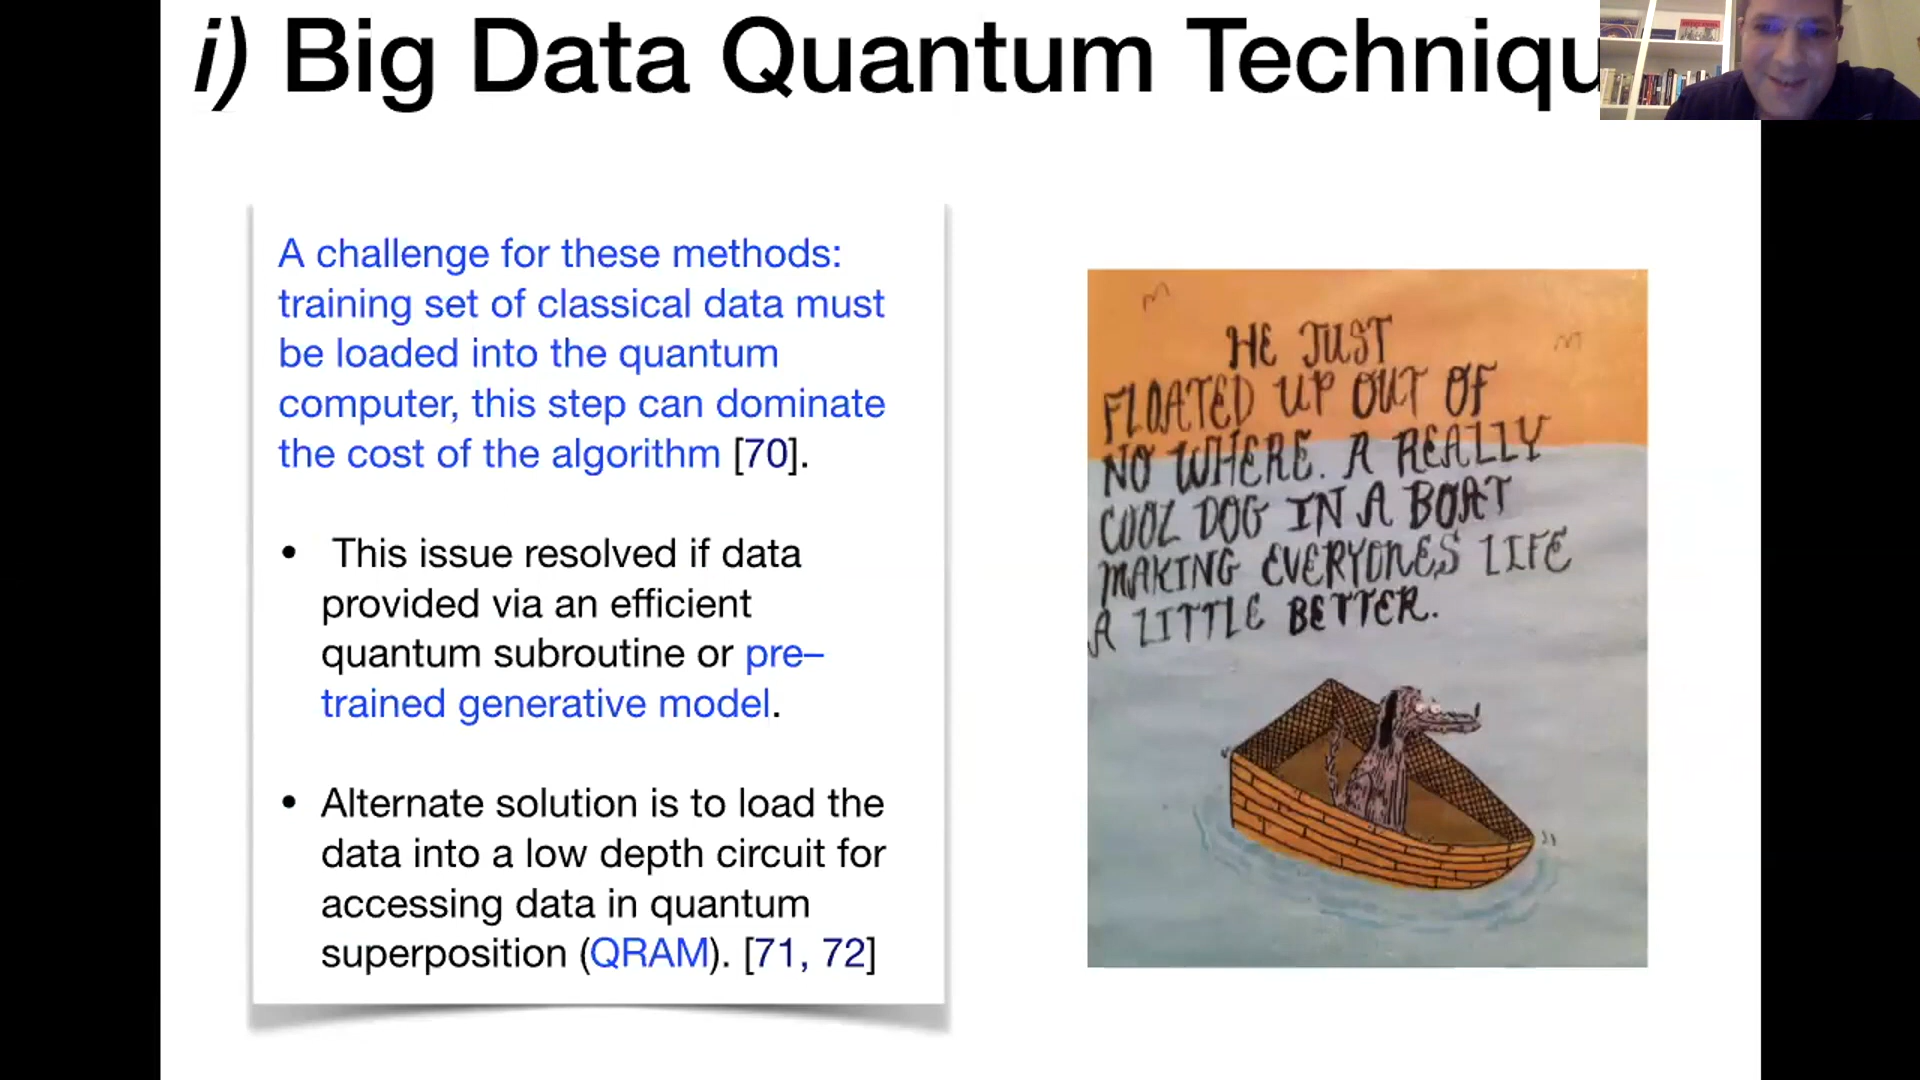 i) Big Data Quantum Techniqu
A challenge for these methods:
training set of classical data must
be loaded into the quantum
computer, this step can dominate
the cost of the algorithm [70].
• This issue resolved if data
provided via an efficient
quantum subroutine or pre–
trained generative model.
• Alternate solution is to load the
data into a low depth circuit for
accessing data in quantum
superposition (QRAM). [71, 72]
HE JUST
FLOATED UP OUT OF
NO WHERE. A REALLY
COOL DOG IN A BOAT
MAKING EVERYONES LIFE
A LITTLE BETTER.